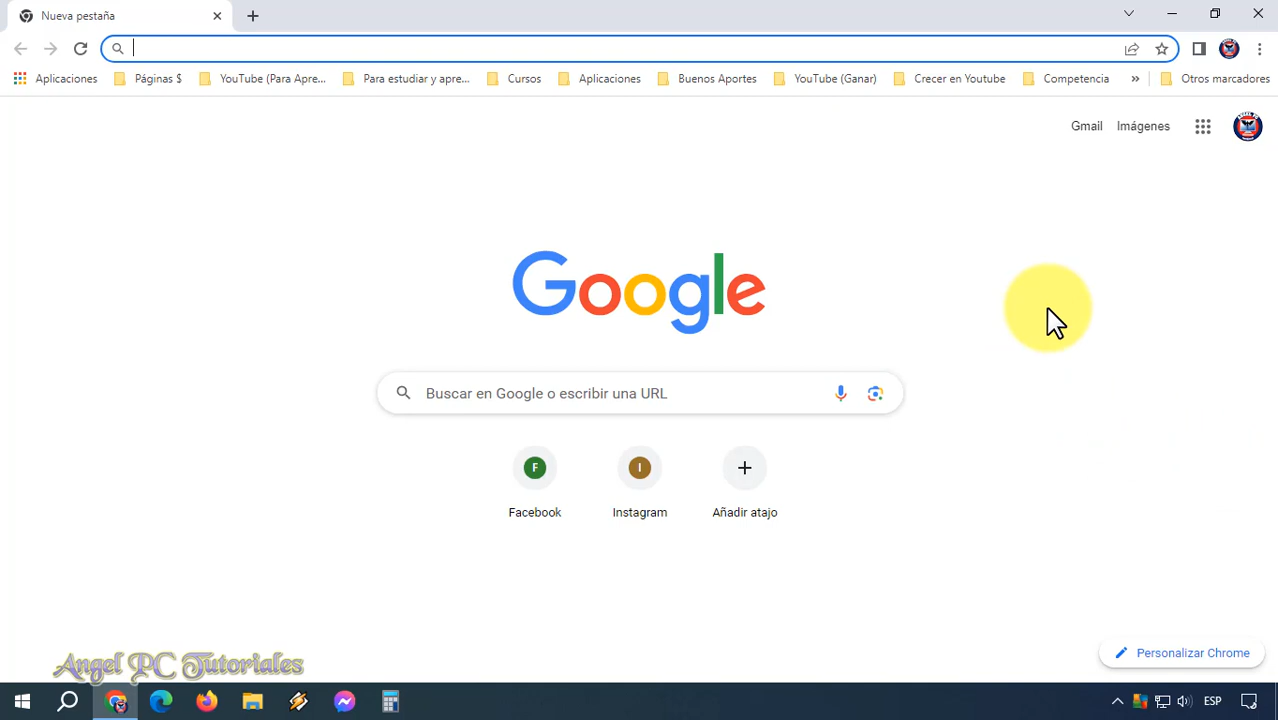 Nueva pestaña
Aplicaciones Páginas $ YouTube (Para Apre... Para estudiar y apre... Cursos Aplicaciones Buenos Aportes YouTube (Ganar) Crecer en Youtube Competencia » Otros marcadores
Gmail Imágenes
Google
Buscar en Google o escribir una URL
F I
Facebook Instagram Añadir atajo
Personalizar Chrome
Angel PC Tutoriales
ESP